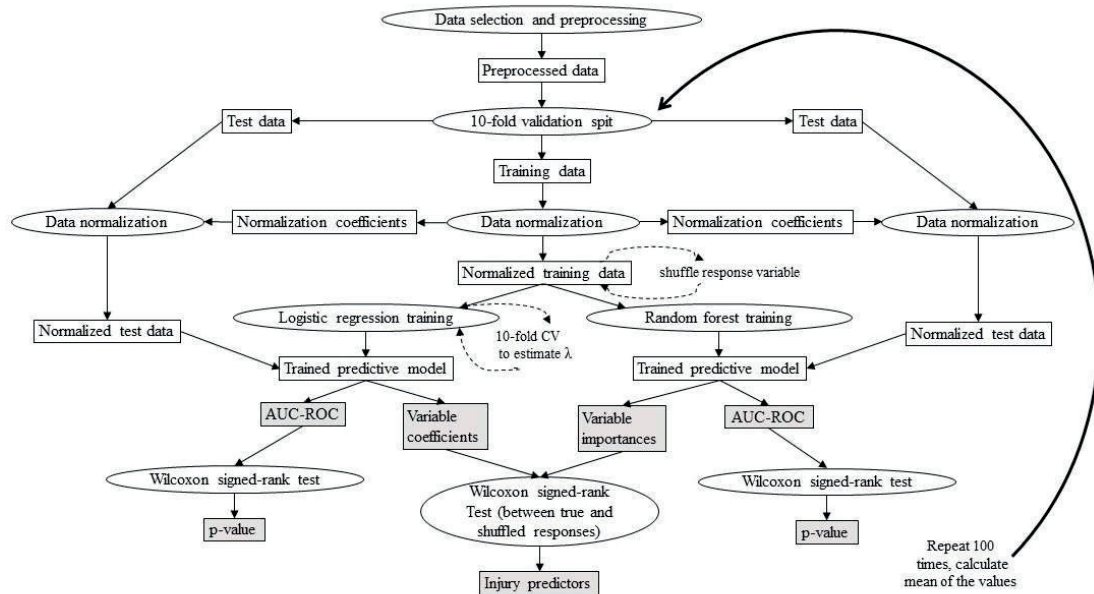 Data selection and preprocessing
Preprocessed data
Test data
10-fold validation spit
Test data
Training data
Data normalization
Normalization coefficients
Data normalization
Normalization coefficients
Data normalization
Normalized training data
shuffle response variable
Logistic regression training
Random forest training
Normalized test data
10-fold CV
to estimate λ
Normalized test data
Trained predictive model
Trained predictive model
AUC-ROC
Variable
coefficients
Variable
importances
AUC-ROC
Wilcoxon signed-rank test
Wilcoxon signed-rank
Test (between true and
shuffled responses)
Wilcoxon signed-rank test
p-value
p-value
Injury predictors
Repeat 100
times, calculate
mean of the values